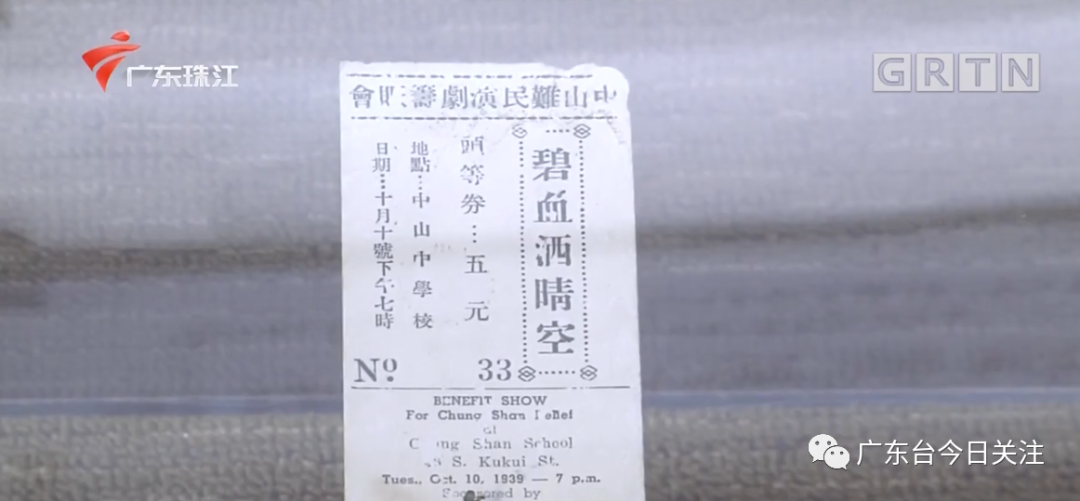 广东珠江
GRTN
中山難民演劇籌賑會
碧血洒晴空
頭等券…五元
地點…中山中學校
日期…十月十號下午七時
No. 33
BENEFIT SHOW
For Chung Shan Relief
at
Chung Shan School
S. Kukui St.
Tues., Oct. 10, 1939 — 7 p.m.
Sponsored by
广东台今日关注